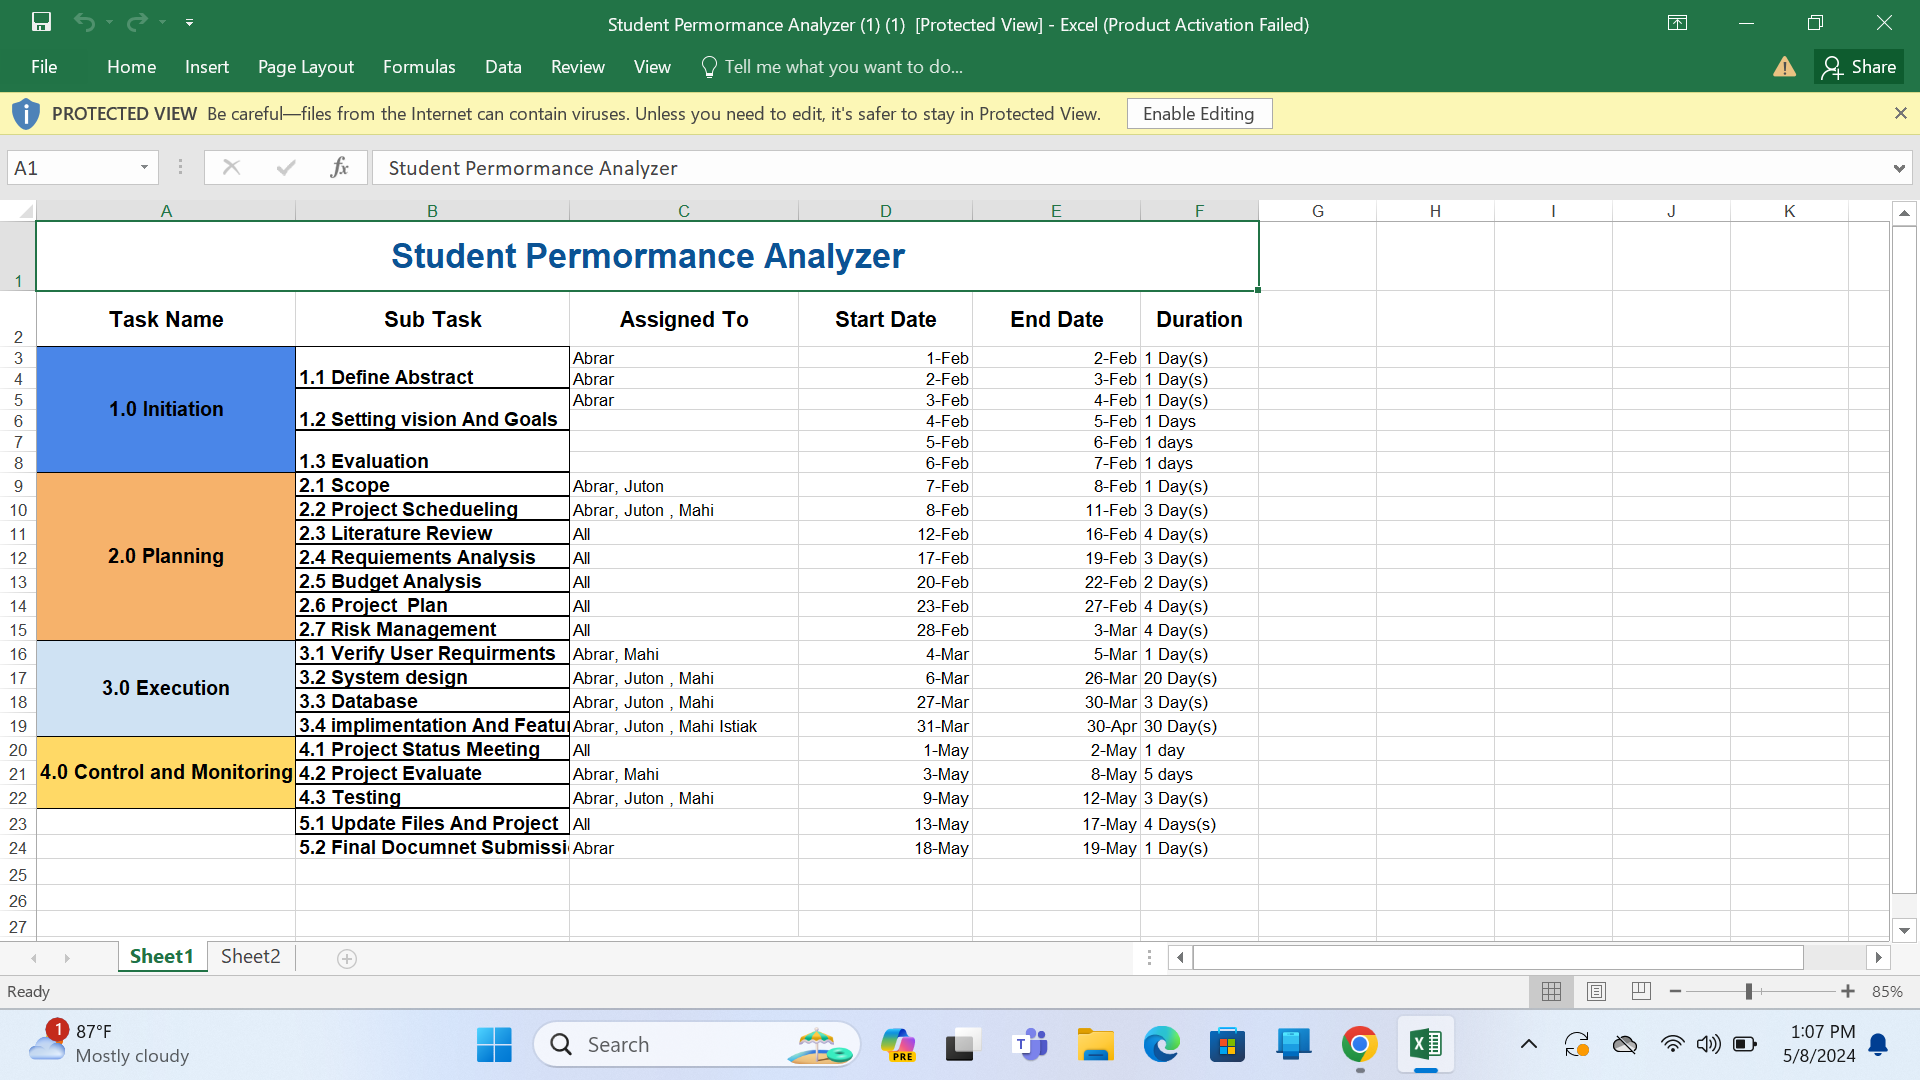 Student Permormance Analyzer (1) (1)  [Protected View] - Excel (Product Activation Failed)
File Home Insert Page Layout Formulas Data Review View Tell me what you want to do... Share
PROTECTED VIEW Be careful—files from the Internet can contain viruses. Unless you need to edit, it's safer to stay in Protected View. Enable Editing
A1 fx Student Permormance Analyzer
A B C D E F G H I J K
1 Student Permormance Analyzer
2 Task Name Sub Task Assigned To Start Date End Date Duration
3 Abrar 1-Feb 2-Feb 1 Day(s)
4 1.1 Define Abstract Abrar 2-Feb 3-Feb 1 Day(s)
5 1.0 Initiation Abrar 3-Feb 4-Feb 1 Day(s)
6 1.2 Setting vision And Goals 4-Feb 5-Feb 1 Days
7 5-Feb 6-Feb 1 days
8 1.3 Evaluation 6-Feb 7-Feb 1 days
9 2.1 Scope Abrar, Juton 7-Feb 8-Feb 1 Day(s)
10 2.2 Project Schedueling Abrar, Juton , Mahi 8-Feb 11-Feb 3 Day(s)
11 2.3 Literature Review All 12-Feb 16-Feb 4 Day(s)
12 2.0 Planning 2.4 Requiements Analysis All 17-Feb 19-Feb 3 Day(s)
13 2.5 Budget Analysis All 20-Feb 22-Feb 2 Day(s)
14 2.6 Project  Plan All 23-Feb 27-Feb 4 Day(s)
15 2.7 Risk Management All 28-Feb 3-Mar 4 Day(s)
16 3.1 Verify User Requirments Abrar, Mahi 4-Mar 5-Mar 1 Day(s)
17 3.0 Execution 3.2 System design Abrar, Juton , Mahi 6-Mar 26-Mar 20 Day(s)
18 3.3 Database Abrar, Juton , Mahi 27-Mar 30-Mar 3 Day(s)
19 3.4 implimentation And Featu Abrar, Juton , Mahi Istiak 31-Mar 30-Apr 30 Day(s)
20 4.1 Project Status Meeting All 1-May 2-May 1 day
21 4.0 Control and Monitoring 4.2 Project Evaluate Abrar, Mahi 3-May 8-May 5 days
22 4.3 Testing Abrar, Juton , Mahi 9-May 12-May 3 Day(s)
23 5.1 Update Files And Project All 13-May 17-May 4 Days(s)
24 5.2 Final Documnet Submissi Abrar 18-May 19-May 1 Day(s)
25
26
27
Sheet1 Sheet2
Ready 85%
1 87°F
Mostly cloudy
Search
PRE
1:07 PM
5/8/2024